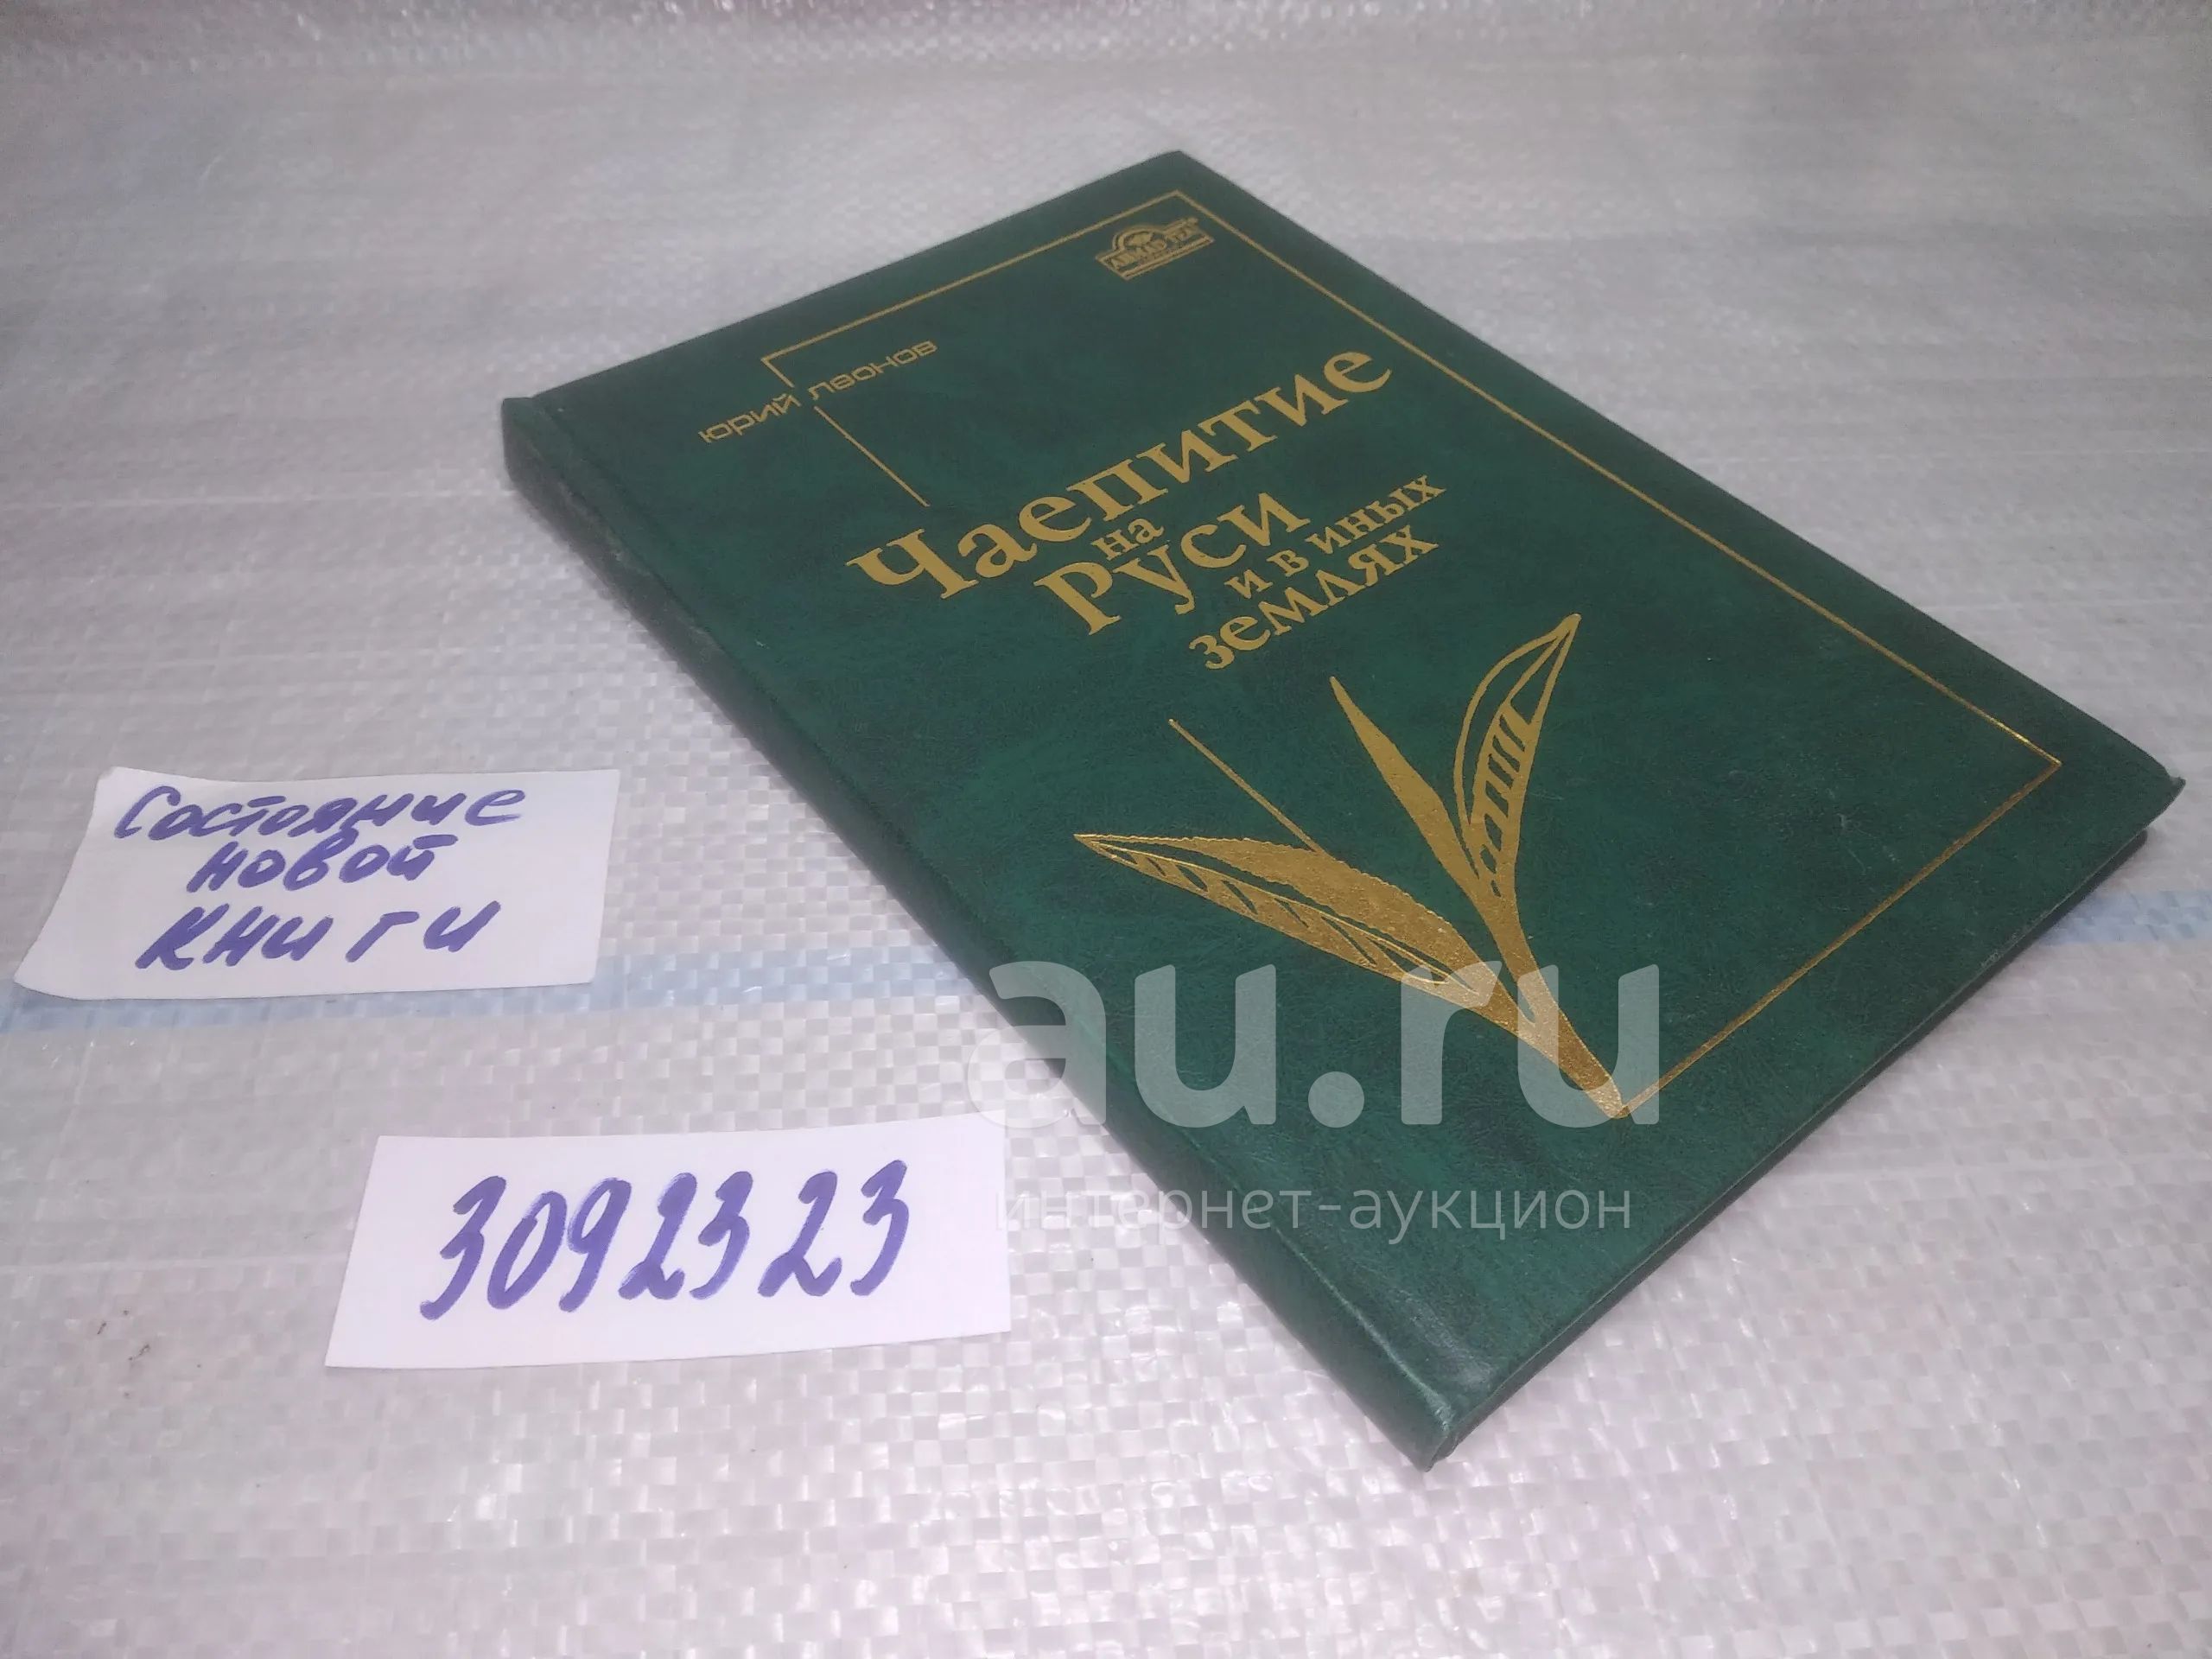 AHMAD TEA
Юрий Леонов
Чаепитие
на
Руси
и в иных
землях
Состояние
новой
книги
3092323
au.ru
интернет-аукцион